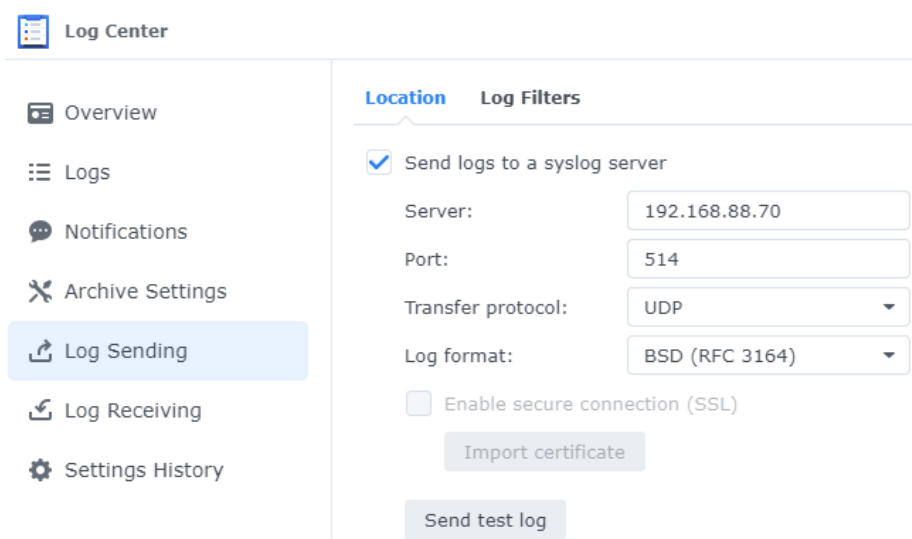 Log Center
Overview
Logs
Notifications
Archive Settings
Log Sending
Log Receiving
Settings History
Location Log Filters
Send logs to a syslog server
Server: 192.168.88.70
Port: 514
Transfer protocol: UDP
Log format: BSD (RFC 3164)
Enable secure connection (SSL)
Import certificate
Send test log